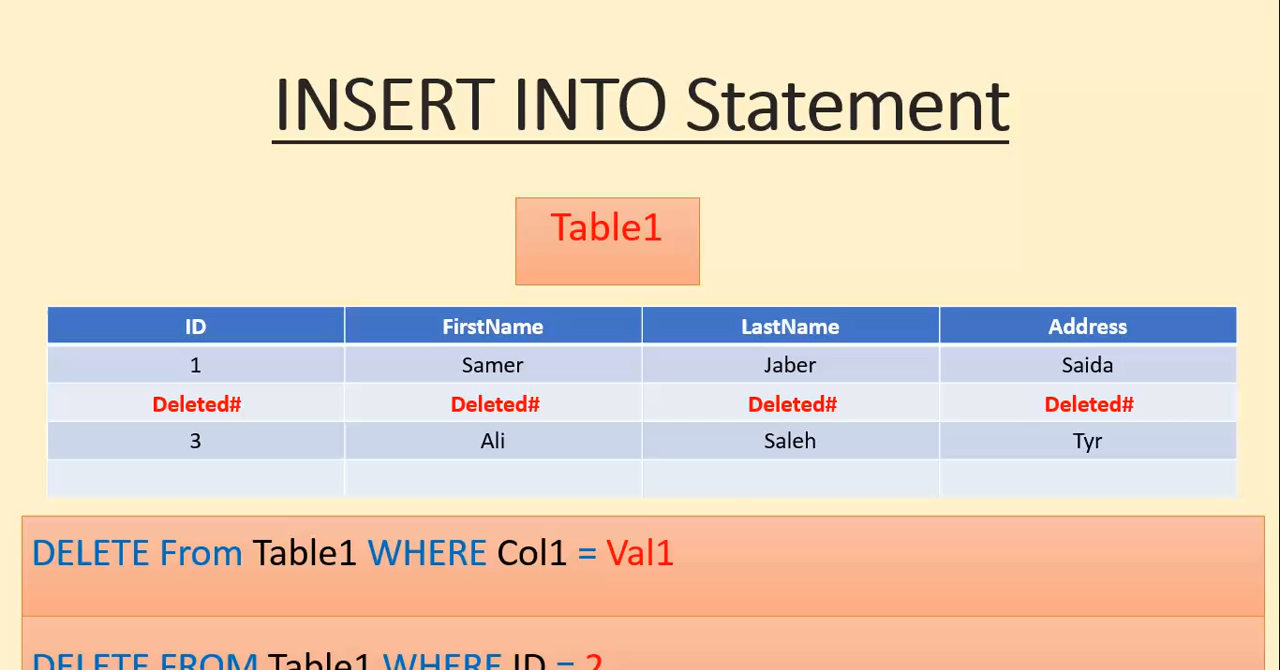 INSERT INTO Statement
Table1
ID FirstName LastName Address
1 Samer Jaber Saida
Deleted# Deleted# Deleted# Deleted#
3 Ali Saleh Tyr
DELETE From Table1 WHERE Col1 = Val1
DELETE FROM Table1 WHERE ID = 2